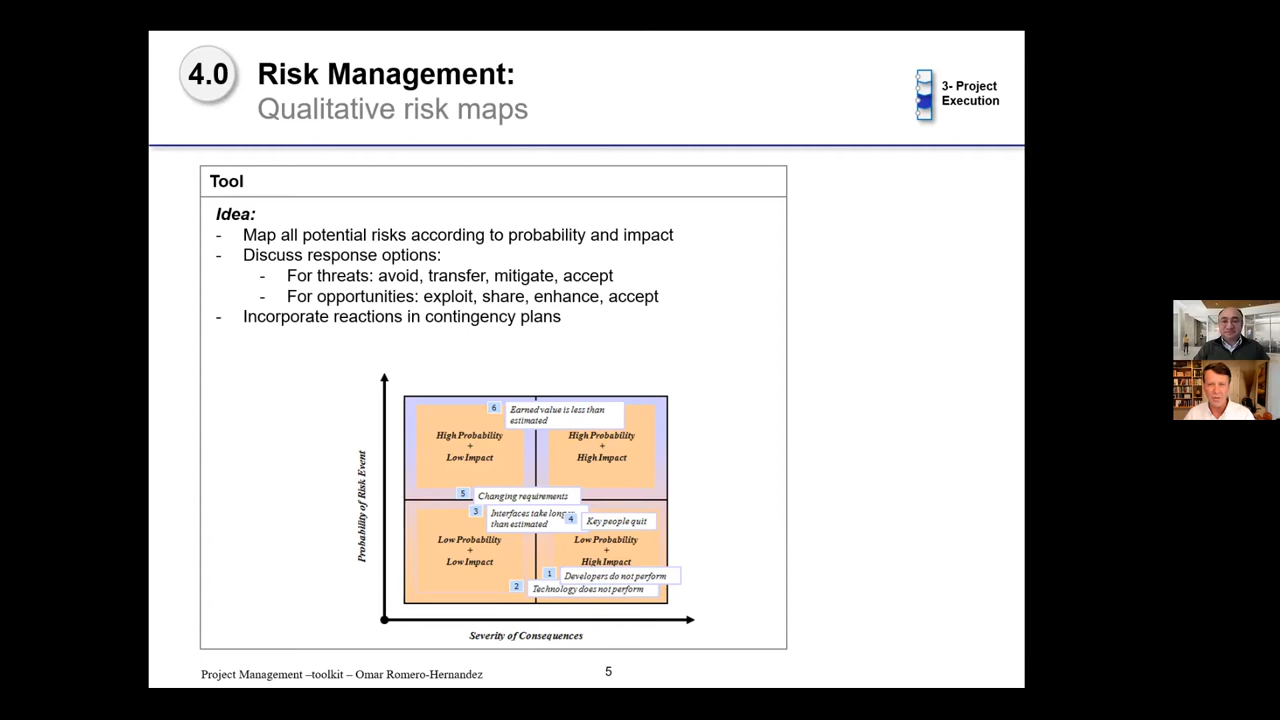 4.0
Risk Management:
Qualitative risk maps
3- Project
Execution
Tool
Idea:
- Map all potential risks according to probability and impact
- Discuss response options:
- For threats: avoid, transfer, mitigate, accept
- For opportunities: exploit, share, enhance, accept
- Incorporate reactions in contingency plans
Probability of Risk Event
6 Earned value is less than
estimated
High Probability
+
Low Impact
High Probability
+
High Impact
5 Changing requirements
3 Interfaces take longer
than estimated
4 Key people quit
Low Probability
+
Low Impact
Low Probability
+
High Impact
1 Developers do not perform
2 Technology does not perform
Severity of Consequences
Project Management –toolkit – Omar Romero-Hernandez
5